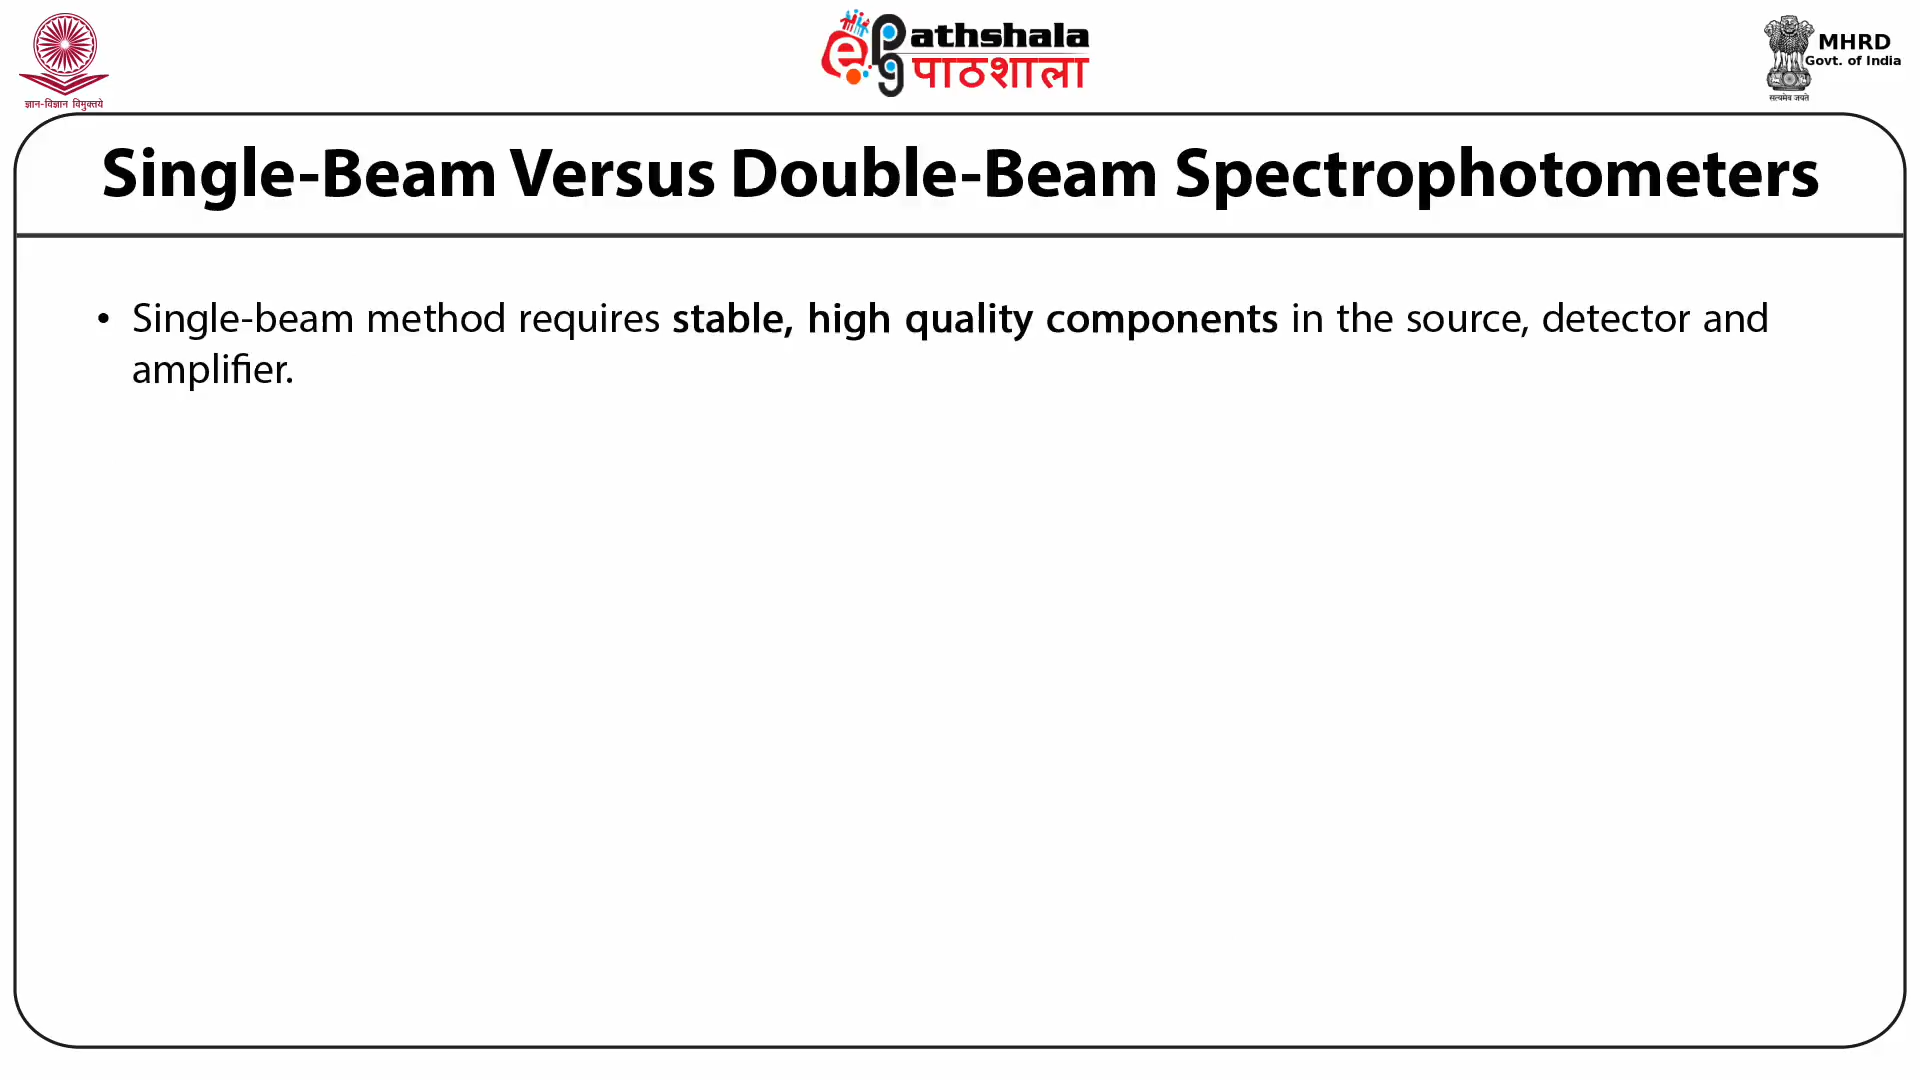 ज्ञान-विज्ञान विमुक्तये
ePg Pathshala
पाठशाला
MHRD
Govt. of India
सत्यमेव जयते
Single-Beam Versus Double-Beam Spectrophotometers
• Single-beam method requires stable, high quality components in the source, detector and
amplifier.